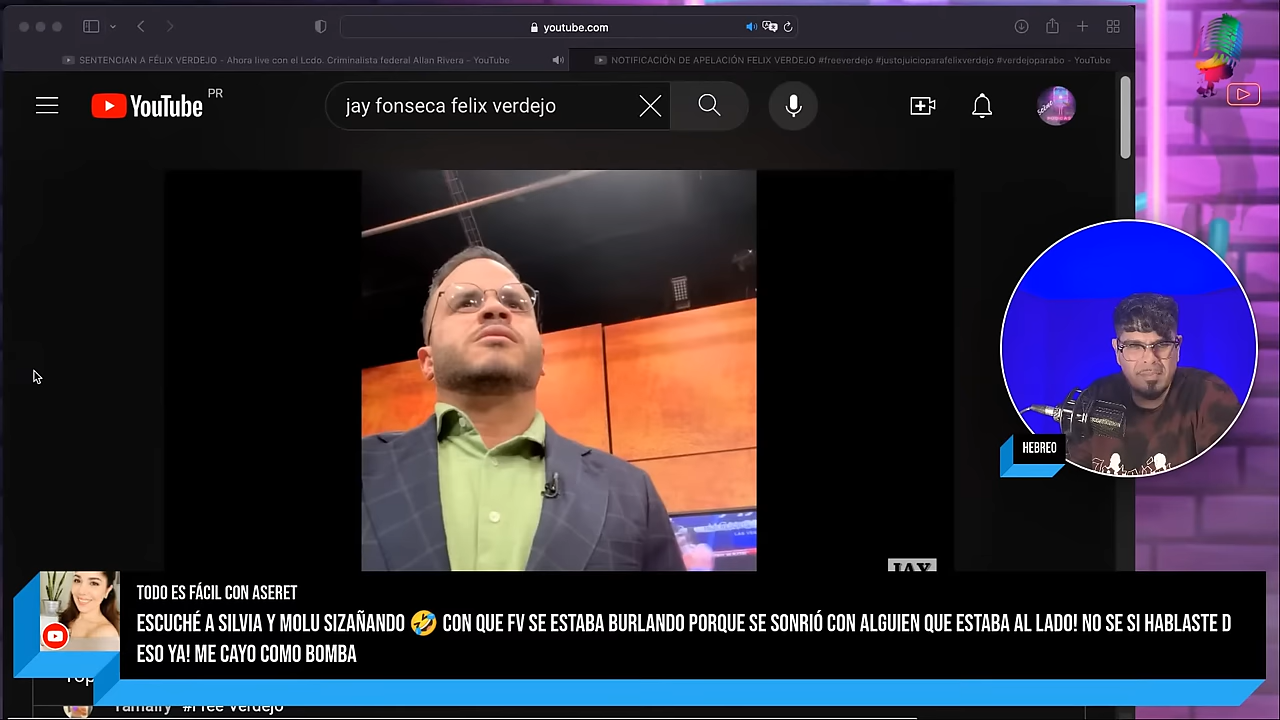 youtube.com
SENTENCIAN A FÉLIX VERDEJO - Ahora live con el Lcdo. Criminalista federal Allan Rivera - YouTube
NOTIFICACIÓN DE APELACIÓN FELIX VERDEJO #freeverdejo #justojuicioparafelixverdejo #verdejoparabo - YouTube
YouTube PR
jay fonseca felix verdejo
HEBREO
JAY
TODO ES FÁCIL CON ASERET
ESCUCHÉ A SILVIA Y MOLU SIZAÑANDO 🤣 CON QUE FV SE ESTABA BURLANDO PORQUE SE SONRIÓ CON ALGUIEN QUE ESTABA AL LADO! NO SE SI HABLASTE D
ESO YA! ME CAYO COMO BOMBA
#Free Verdejo